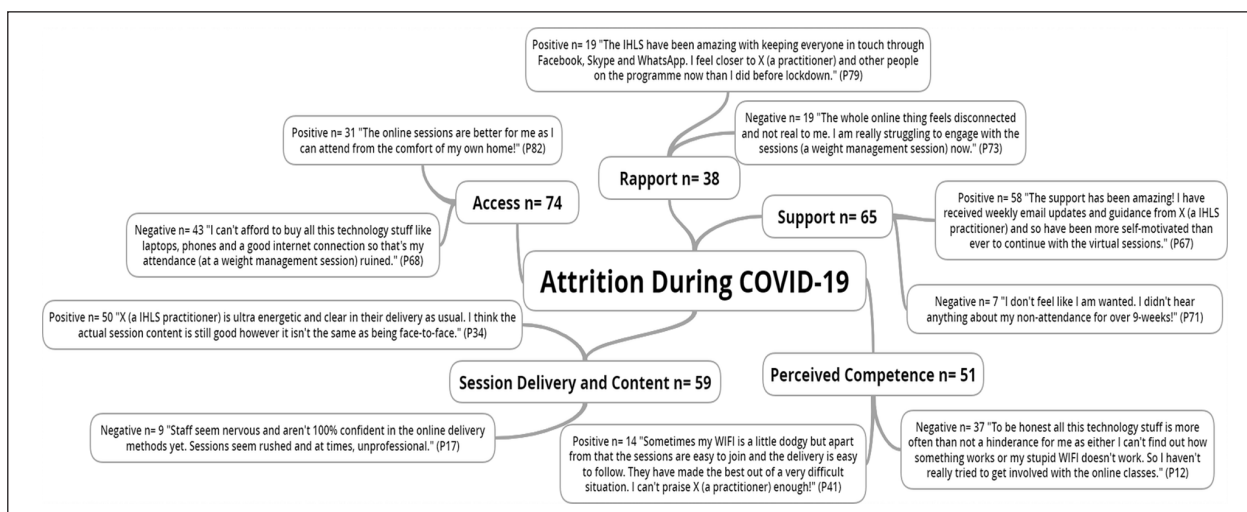 Positive n= 19 "The IHLS have been amazing with keeping everyone in touch through
Facebook, Skype and WhatsApp. I feel closer to X (a practitioner) and other people
on the programme now than I did before lockdown." (P79)
Negative n= 19 "The whole online thing feels disconnected
and not real to me. I am really struggling to engage with the
sessions (a weight management session) now." (P73)
Rapport n= 38
Positive n= 31 "The online sessions are better for me as I
can attend from the comfort of my own home!" (P82)
Access n= 74
Negative n= 43 "I can't afford to buy all this technology stuff like
laptops, phones and a good internet connection so that's my
attendance (at a weight management session) ruined." (P68)
Support n= 65
Positive n= 58 "The support has been amazing! I have
received weekly email updates and guidance from X (a IHLS
practitioner) and so have been more self-motivated than
ever to continue with the virtual sessions." (P67)
Negative n= 7 "I don't feel like I am wanted. I didn't hear
anything about my non-attendance for over 9-weeks!" (P71)
Attrition During COVID-19
Positive n= 50 "X (a IHLS practitioner) is ultra energetic and clear in their delivery as usual. I think the
actual session content is still good however it isn't the same as being face-to-face." (P34)
Session Delivery and Content n= 59
Negative n= 9 "Staff seem nervous and aren't 100% confident in the online delivery
methods yet. Sessions seem rushed and at times, unprofessional." (P17)
Perceived Competence n= 51
Positive n= 14 "Sometimes my WIFI is a little dodgy but apart
from that the sessions are easy to join and the delivery is easy
to follow. They have made the best out of a very difficult
situation. I can't praise X (a practitioner) enough!" (P41)
Negative n= 37 "To be honest all this technology stuff is more
often than not a hinderance for me as either I can't find out how
something works or my stupid WIFI doesn't work. So I haven't
really tried to get involved with the online classes." (P12)